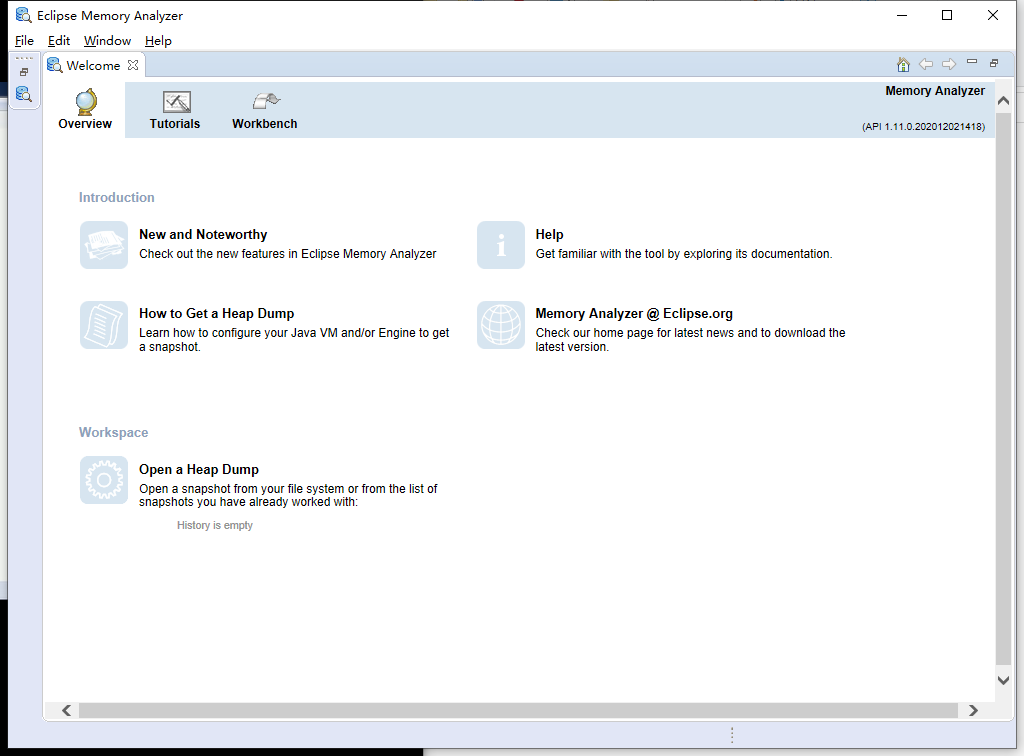 Eclipse Memory Analyzer
File Edit Window Help
Welcome
Memory Analyzer
Overview Tutorials Workbench
(API 1.11.0.202012021418)
Introduction
New and Noteworthy
Check out the new features in Eclipse Memory Analyzer
Help
Get familiar with the tool by exploring its documentation.
How to Get a Heap Dump
Learn how to configure your Java VM and/or Engine to get
a snapshot.
Memory Analyzer @ Eclipse.org
Check our home page for latest news and to download the
latest version.
Workspace
Open a Heap Dump
Open a snapshot from your file system or from the list of
snapshots you have already worked with:
History is empty